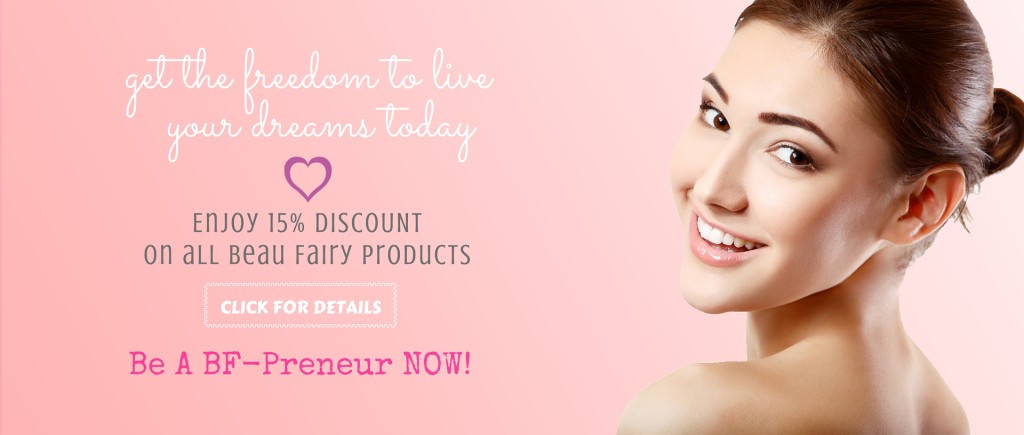 get the freedom to live
your dreams today
Enjoy 15% Discount
on all Beau Fairy Products
CLICK FOR DETAILS
Be A BF-Preneur NOW!